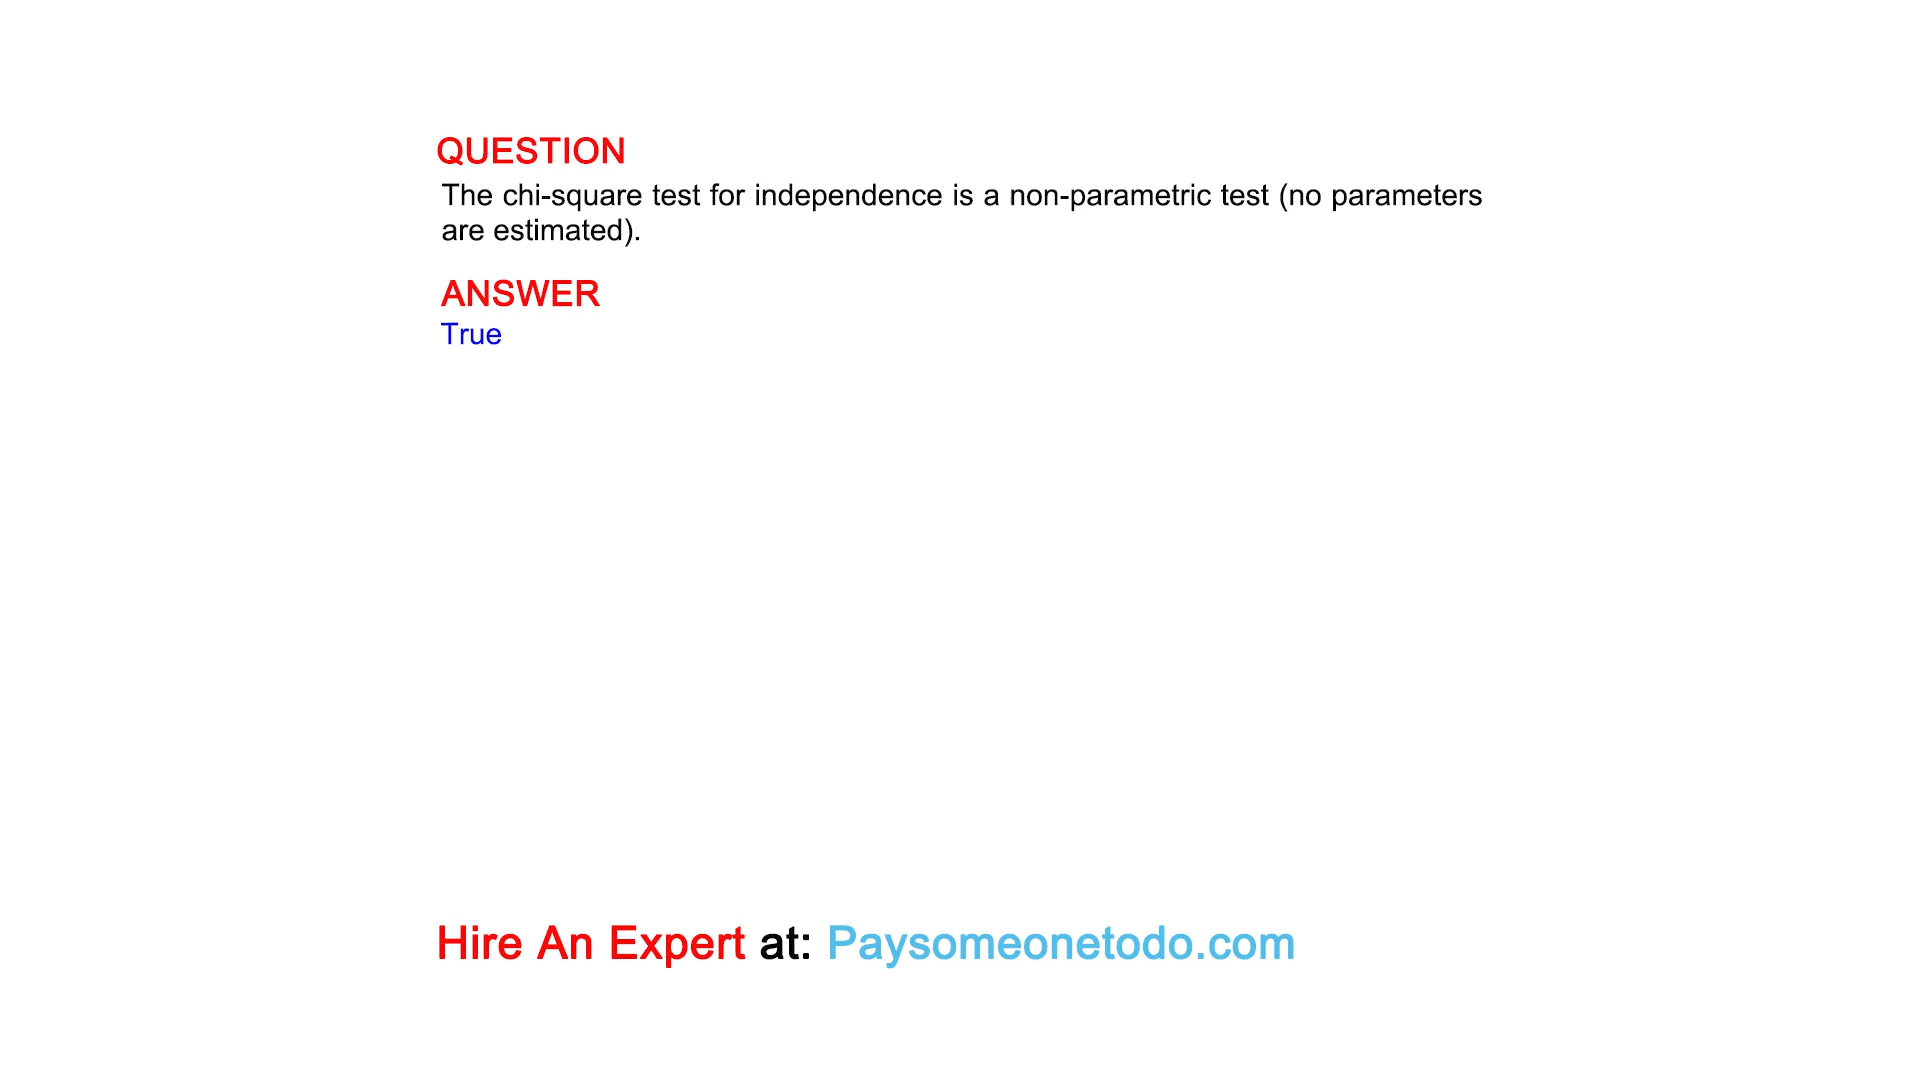 QUESTION
The chi-square test for independence is a non-parametric test (no parameters
are estimated).
ANSWER
True
Hire An Expert at: Paysomeonetodo.com